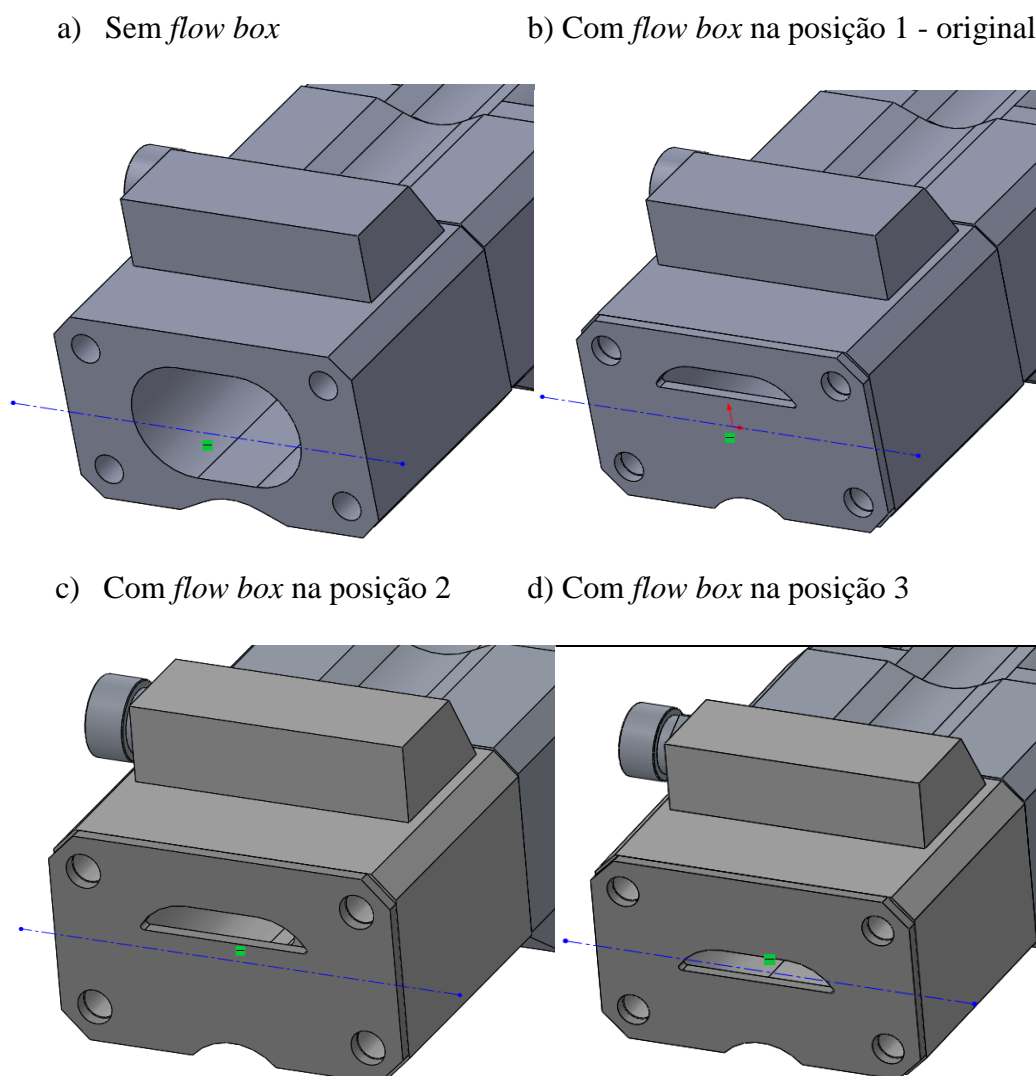 a) Sem flow box
b) Com flow box na posição 1 - original
c) Com flow box na posição 2
d) Com flow box na posição 3